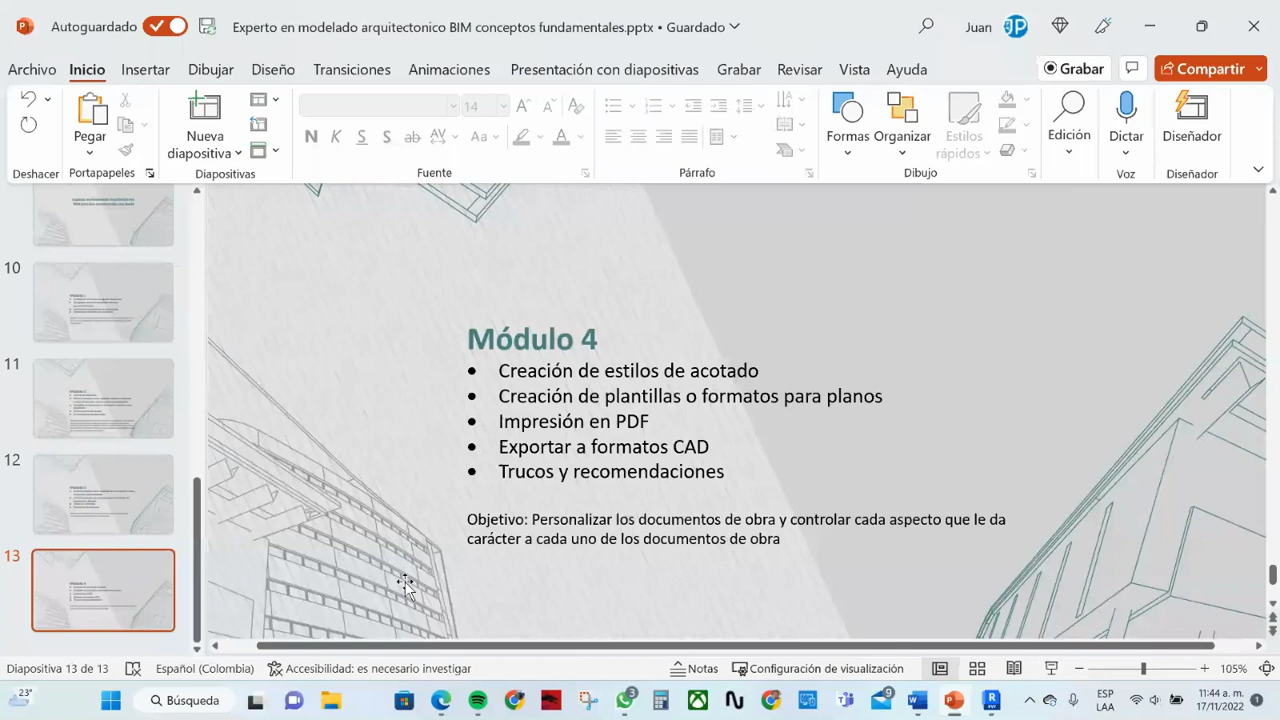 Autoguardado
Experto en modelado arquitectonico BIM conceptos fundamentales.pptx • Guardado
Juan
JP
Archivo Inicio Insertar Dibujar Diseño Transiciones Animaciones Presentación con diapositivas Grabar Revisar Vista Ayuda
Grabar
Compartir
14
Pegar
Nueva
diapositiva
N K S S ab AV
Aa
A
Formas
Organizar
Estilos
rápidos
Edición
Dictar
Diseñador
Deshacer
Portapapeles
Diapositivas
Fuente
Párrafo
Dibujo
Voz
Diseñador
10
11
12
13
Módulo 4
• Creación de estilos de acotado
• Creación de plantillas o formatos para planos
• Impresión en PDF
• Exportar a formatos CAD
• Trucos y recomendaciones
Objetivo: Personalizar los documentos de obra y controlar cada aspecto que le da
carácter a cada uno de los documentos de obra
Diapositiva 13 de 13
Español (Colombia)
Accesibilidad: es necesario investigar
Notas
Configuración de visualización
105%
23°
Búsqueda
3
9
ESP
LAA
11:44 a. m.
17/11/2022
1